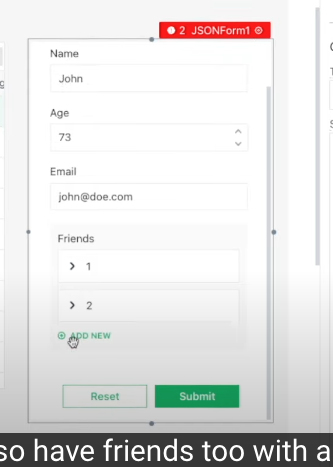 2 JSONForm1
Name
John
Age
73
Email
john@doe.com
Friends
1
2
ADD NEW
Reset
Submit
so have friends too with a